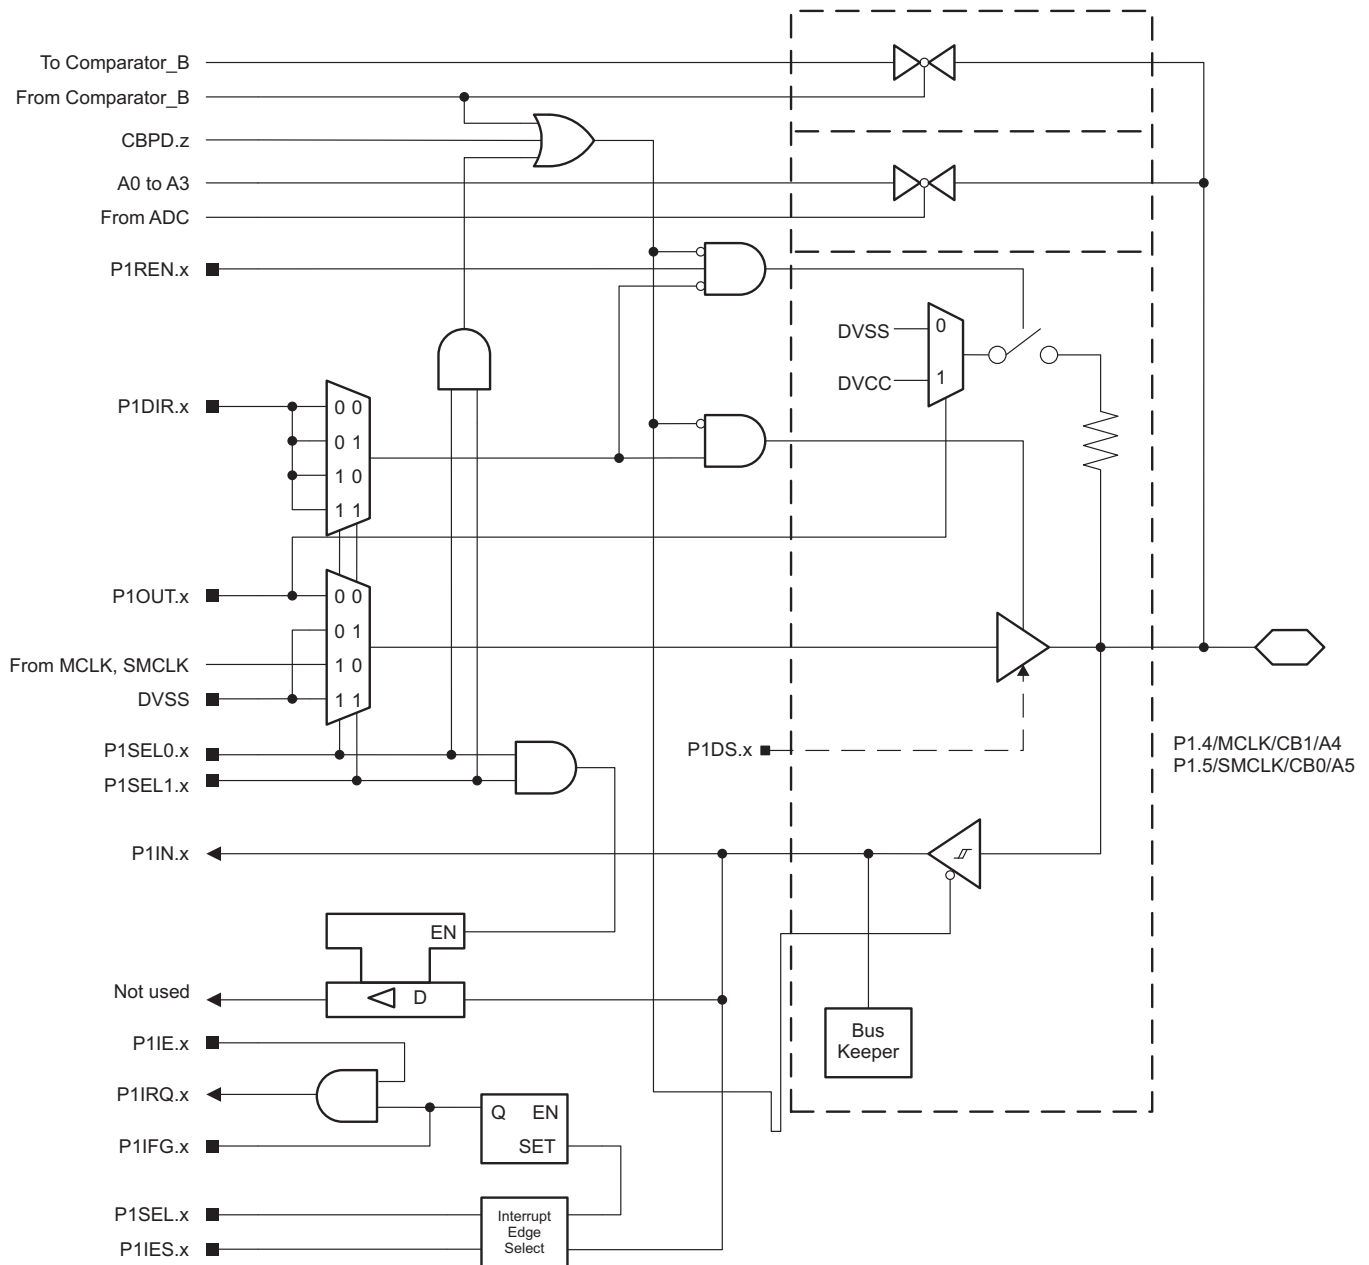 To Comparator_B
From Comparator_B
CBPD.z
A0 to A3
From ADC
P1REN.x
DVSS
0
DVCC
1
P1DIR.x
0 0
0 1
1 0
1 1
P1OUT.x
0 0
0 1
From MCLK, SMCLK
1 0
DVSS
1 1
P1SEL0.x
P1SEL1.x
P1DS.x
P1.4/MCLK/CB1/A4
P1.5/SMCLK/CB0/A5
P1IN.x
EN
Not used
D
Bus
Keeper
P1IE.x
P1IRQ.x
Q EN
SET
P1IFG.x
P1SEL.x
P1IES.x
Interrupt
Edge
Select